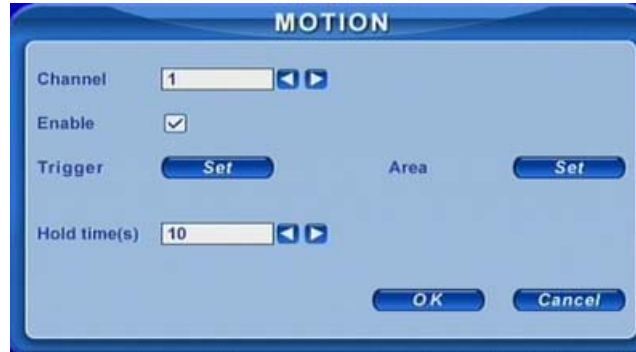 MOTION
Channel 1
Enable
Trigger Set Area Set
Hold time(s) 10
OK Cancel